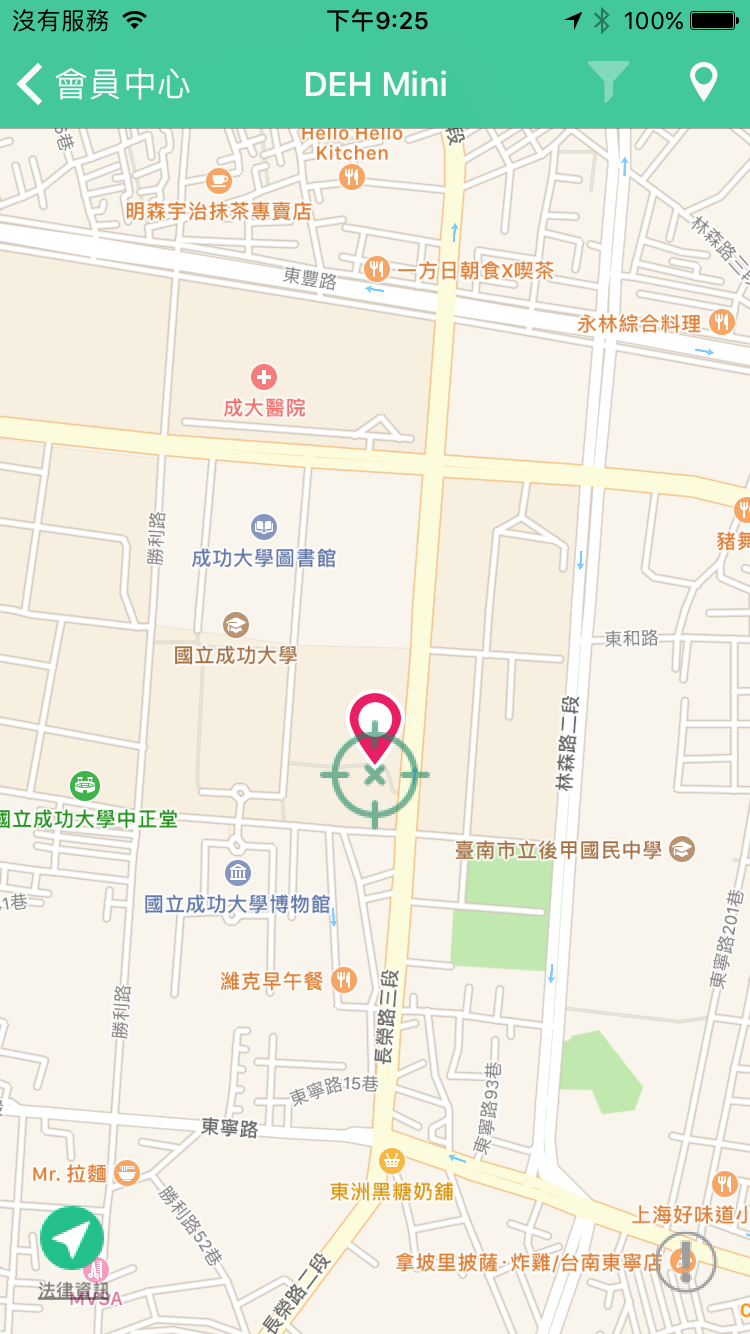 沒有服務 下午9:25 100%
會員中心 DEH Mini
段
Hello Hello
Kitchen
明森宇治抹茶專賣店
林森路三段
東豐路
一方日朝食X喫茶
永林綜合料理
成大醫院
勝利路
豬舞
成功大學圖書館
東和路
國立成功大學
林森路二段
國立成功大學中正堂
臺南市立後甲國民中學
國立成功大學博物館
東寧路201巷
濰克早午餐
長榮路三段
勝利路
東寧路15巷
東寧路93巷
東寧路
Mr. 拉麵
東洲黑糖奶舖
勝利路52巷
上海好味道小
拿坡里披薩·炸雞/台南東寧店
法律資訊
MVSA
長榮路二段